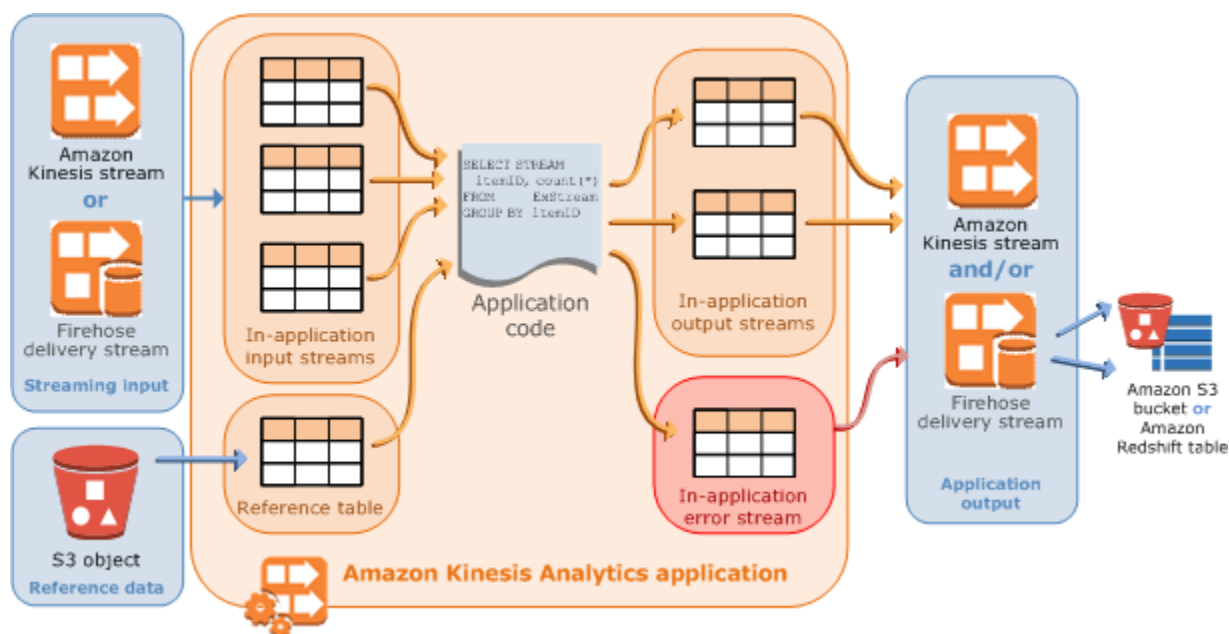 Amazon
Kinesis stream
or
Firehose
delivery stream
Streaming input
S3 object
Reference data
In-application
input streams
Reference table
SELECT STREAM
itemID, count(*)
FROM ExStream
GROUP BY itemID
Application
code
In-application
output streams
In-application
error stream
Amazon Kinesis Analytics application
Amazon
Kinesis stream
and/or
Firehose
delivery stream
Application
output
Amazon S3
bucket or
Amazon
Redshift table